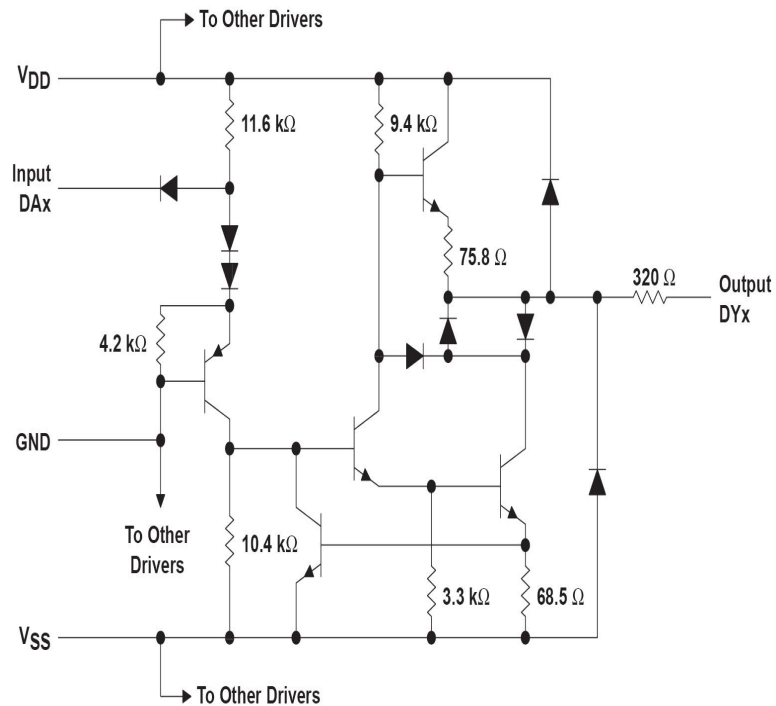 To Other Drivers
VDD
11.6 kΩ
9.4 kΩ
Input
DAx
75.8 Ω
320 Ω
Output
DYx
4.2 kΩ
GND
To Other
Drivers
10.4 kΩ
3.3 kΩ
68.5 Ω
VSS
To Other Drivers